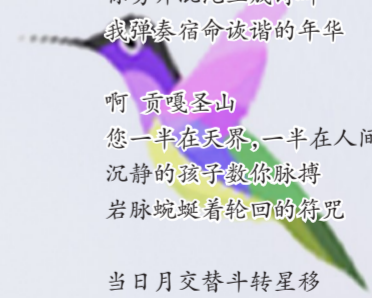 我弹奏宿命诙谐的年华
啊 贡嘎圣山
您一半在天界，一半在人间
沉静的孩子数你脉搏
岩脉蜿蜒着轮回的符咒
当日月交替斗转星移